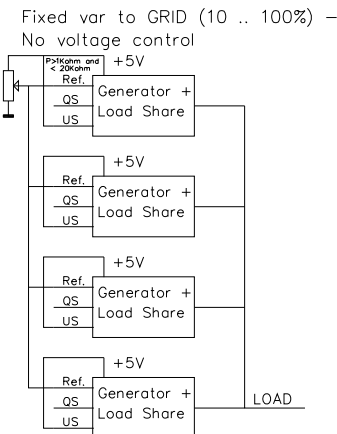 Fixed var to GRID (10 .. 100%) –
No voltage control
P>1Kohm and
< 20Kohm
+5V
Ref.
QS
US
Generator +
Load Share
+5V
Ref.
QS
US
Generator +
Load Share
+5V
Ref.
QS
US
Generator +
Load Share
+5V
Ref.
QS
US
Generator +
Load Share
LOAD